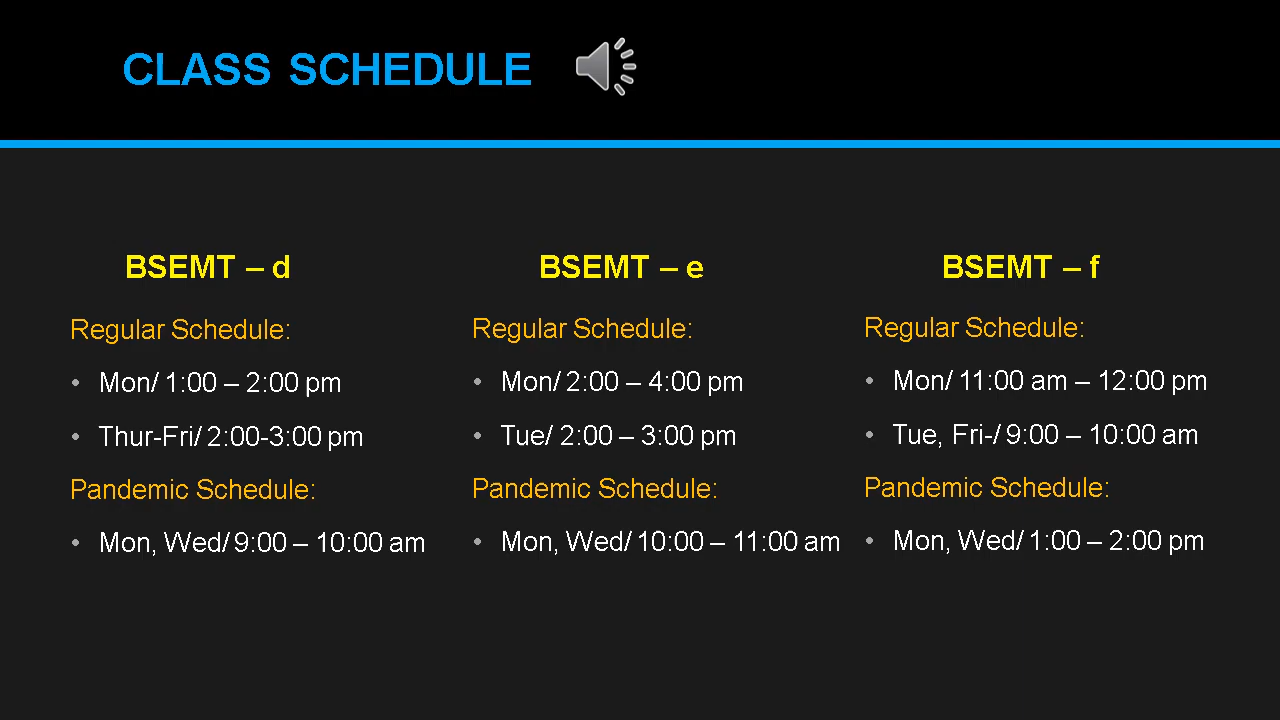 CLASS SCHEDULE
BSEMT – d
Regular Schedule:
• Mon/ 1:00 – 2:00 pm
• Thur-Fri/ 2:00-3:00 pm
Pandemic Schedule:
• Mon, Wed/ 9:00 – 10:00 am
BSEMT – e
Regular Schedule:
• Mon/ 2:00 – 4:00 pm
• Tue/ 2:00 – 3:00 pm
Pandemic Schedule:
• Mon, Wed/ 10:00 – 11:00 am
BSEMT – f
Regular Schedule:
• Mon/ 11:00 am – 12:00 pm
• Tue, Fri-/ 9:00 – 10:00 am
Pandemic Schedule:
• Mon, Wed/ 1:00 – 2:00 pm